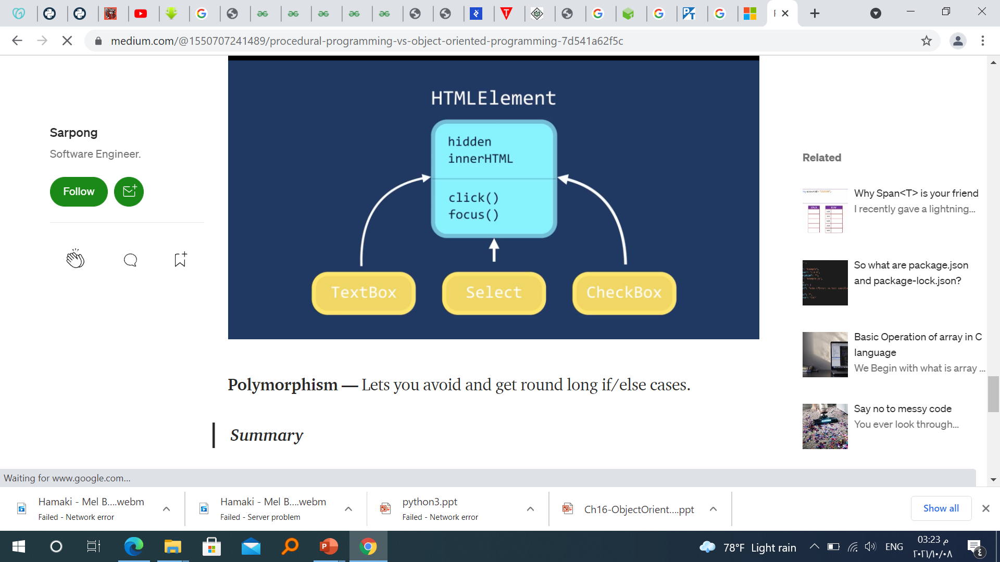 medium.com/@1550707241489/procedural-programming-vs-object-oriented-programming-7d541a62f5c
HTMLElement
hidden
innerHTML
click()
focus()
TextBox
Select
CheckBox
Sarpong
Software Engineer.
Follow
Polymorphism — Lets you avoid and get round long if/else cases.
Summary
Related
Why Span<T> is your friend
I recently gave a lightning...
So what are package.json
and package-lock.json?
Basic Operation of array in C
language
We Begin with what is array ...
Say no to messy code
You ever look through...
Waiting for www.google.com...
Hamaki - Mel B....webm
Failed - Network error
Hamaki - Mel B....webm
Failed - Server problem
python3.ppt
Failed - Network error
Ch16-ObjectOrient....ppt
Show all
78°F Light rain
ENG
03:23 م
٢٠٢١/١٠/٠٨
٤